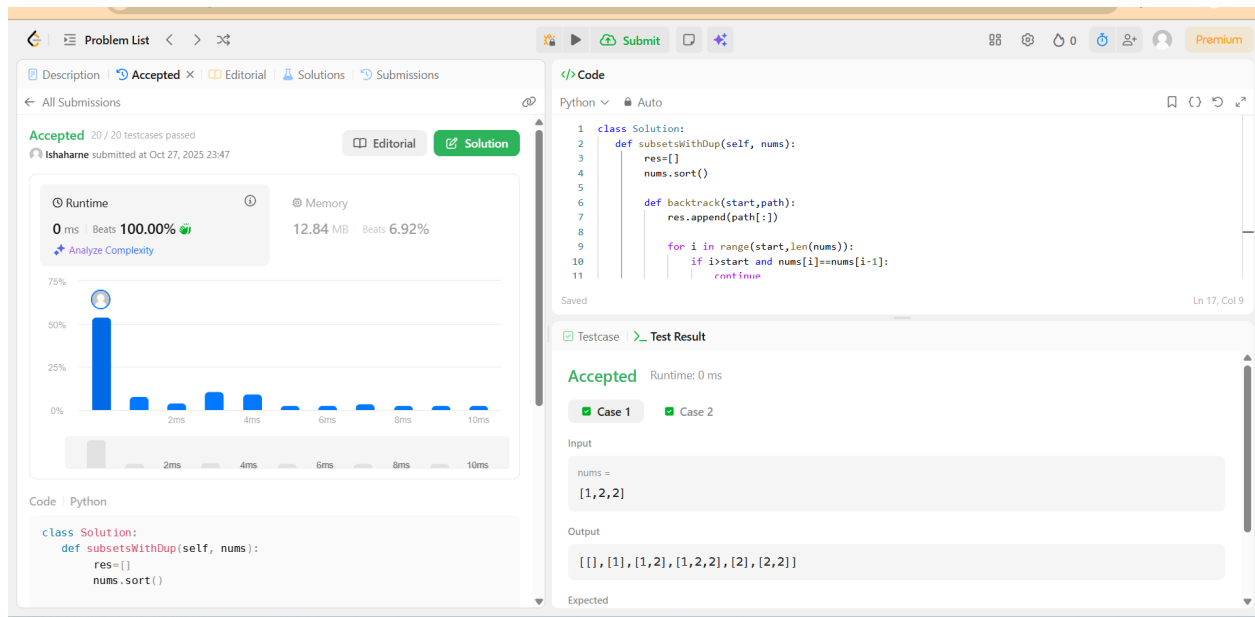 Problem List
Submit
0
Premium
Description
Accepted
Editorial
Solutions
Submissions
All Submissions
Accepted 20 / 20 testcases passed
Ishaharne submitted at Oct 27, 2025 23:47
Editorial
Solution
Runtime
0 ms Beats 100.00%
Analyze Complexity
Memory
12.84 MB Beats 6.92%
75%
50%
25%
0%
2ms 4ms 6ms 8ms 10ms
2ms 4ms 6ms 8ms 10ms
Code Python
class Solution:
def subsetsWithDup(self, nums):
res=[]
nums.sort()
</> Code
Python
Auto
1 class Solution:
2 def subsetsWithDup(self, nums):
3 res=[]
4 nums.sort()
5
6 def backtrack(start,path):
7 res.append(path[:])
8
9 for i in range(start,len(nums)):
10 if i>start and nums[i]==nums[i-1]:
11 continue
Saved
Ln 17, Col 9
Testcase
Test Result
Accepted Runtime: 0 ms
Case 1
Case 2
Input
nums =
[1,2,2]
Output
[[],[1],[1,2],[1,2,2],[2],[2,2]]
Expected